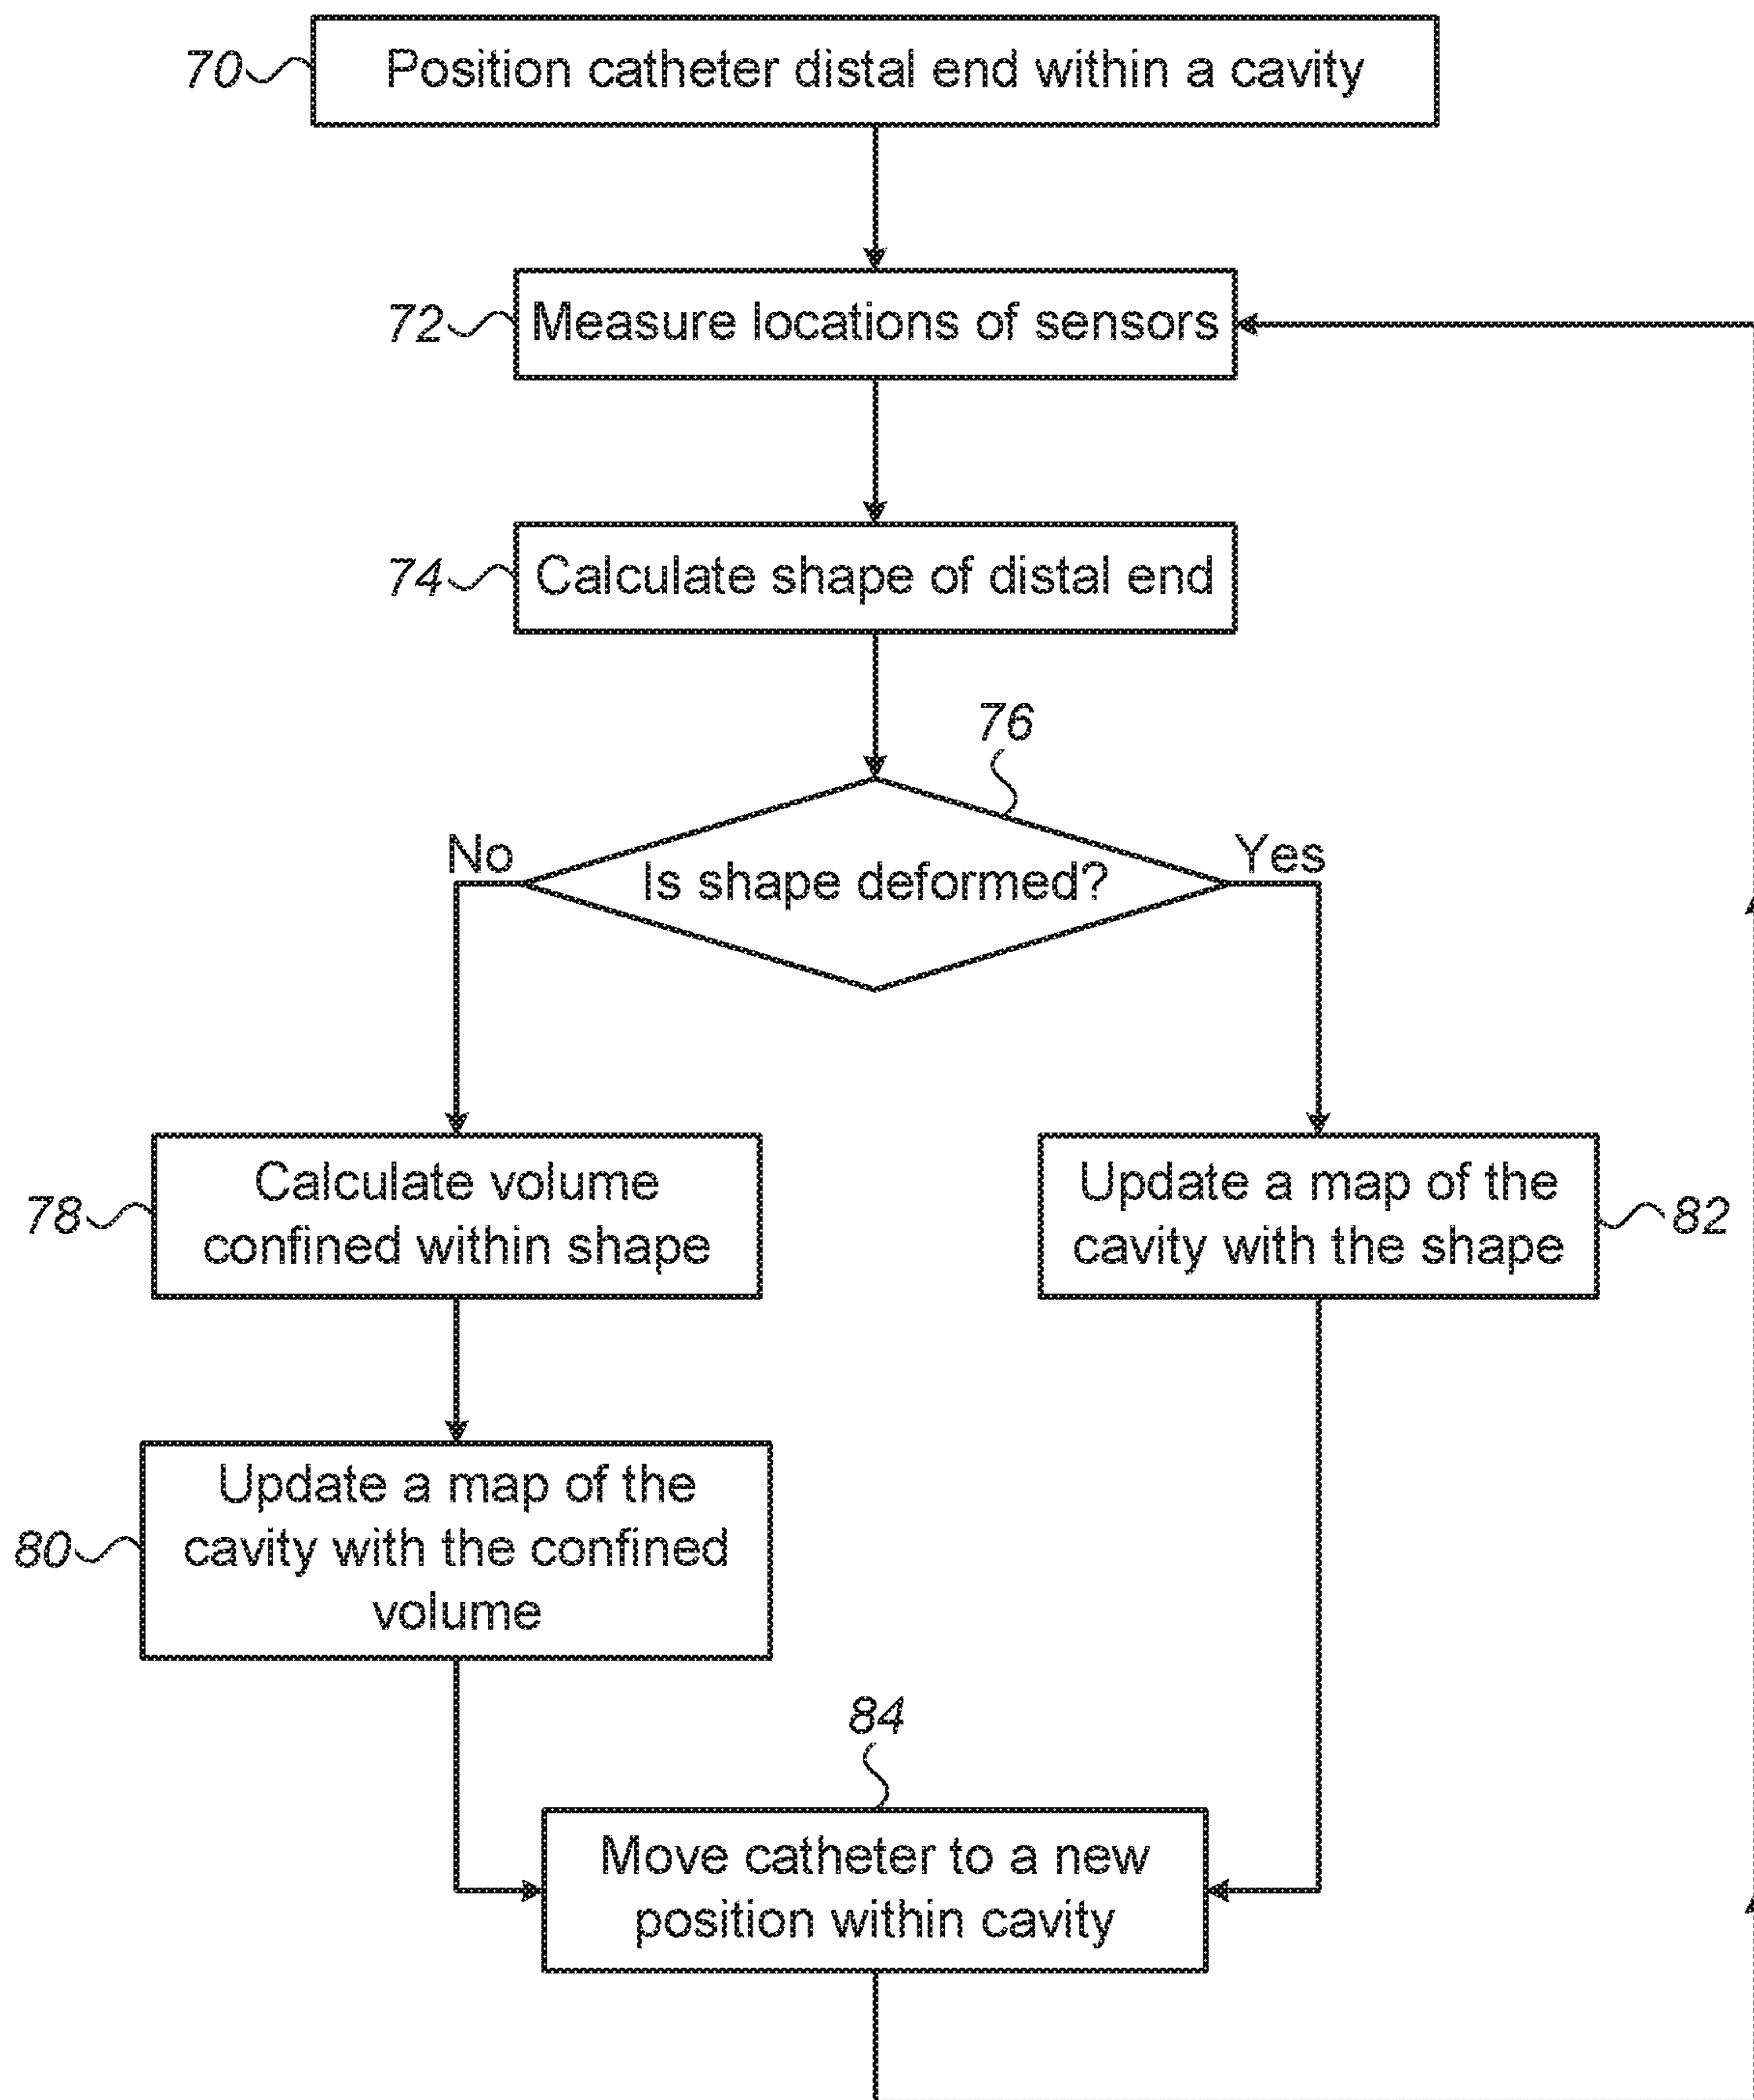 70
Position catheter distal end within a cavity
72
Measure locations of sensors
74
Calculate shape of distal end
76
No
Is shape deformed?
Yes
78
Calculate volume
confined within shape
Update a map of the
cavity with the shape
82
80
Update a map of the
cavity with the confined
volume
84
Move catheter to a new
position within cavity